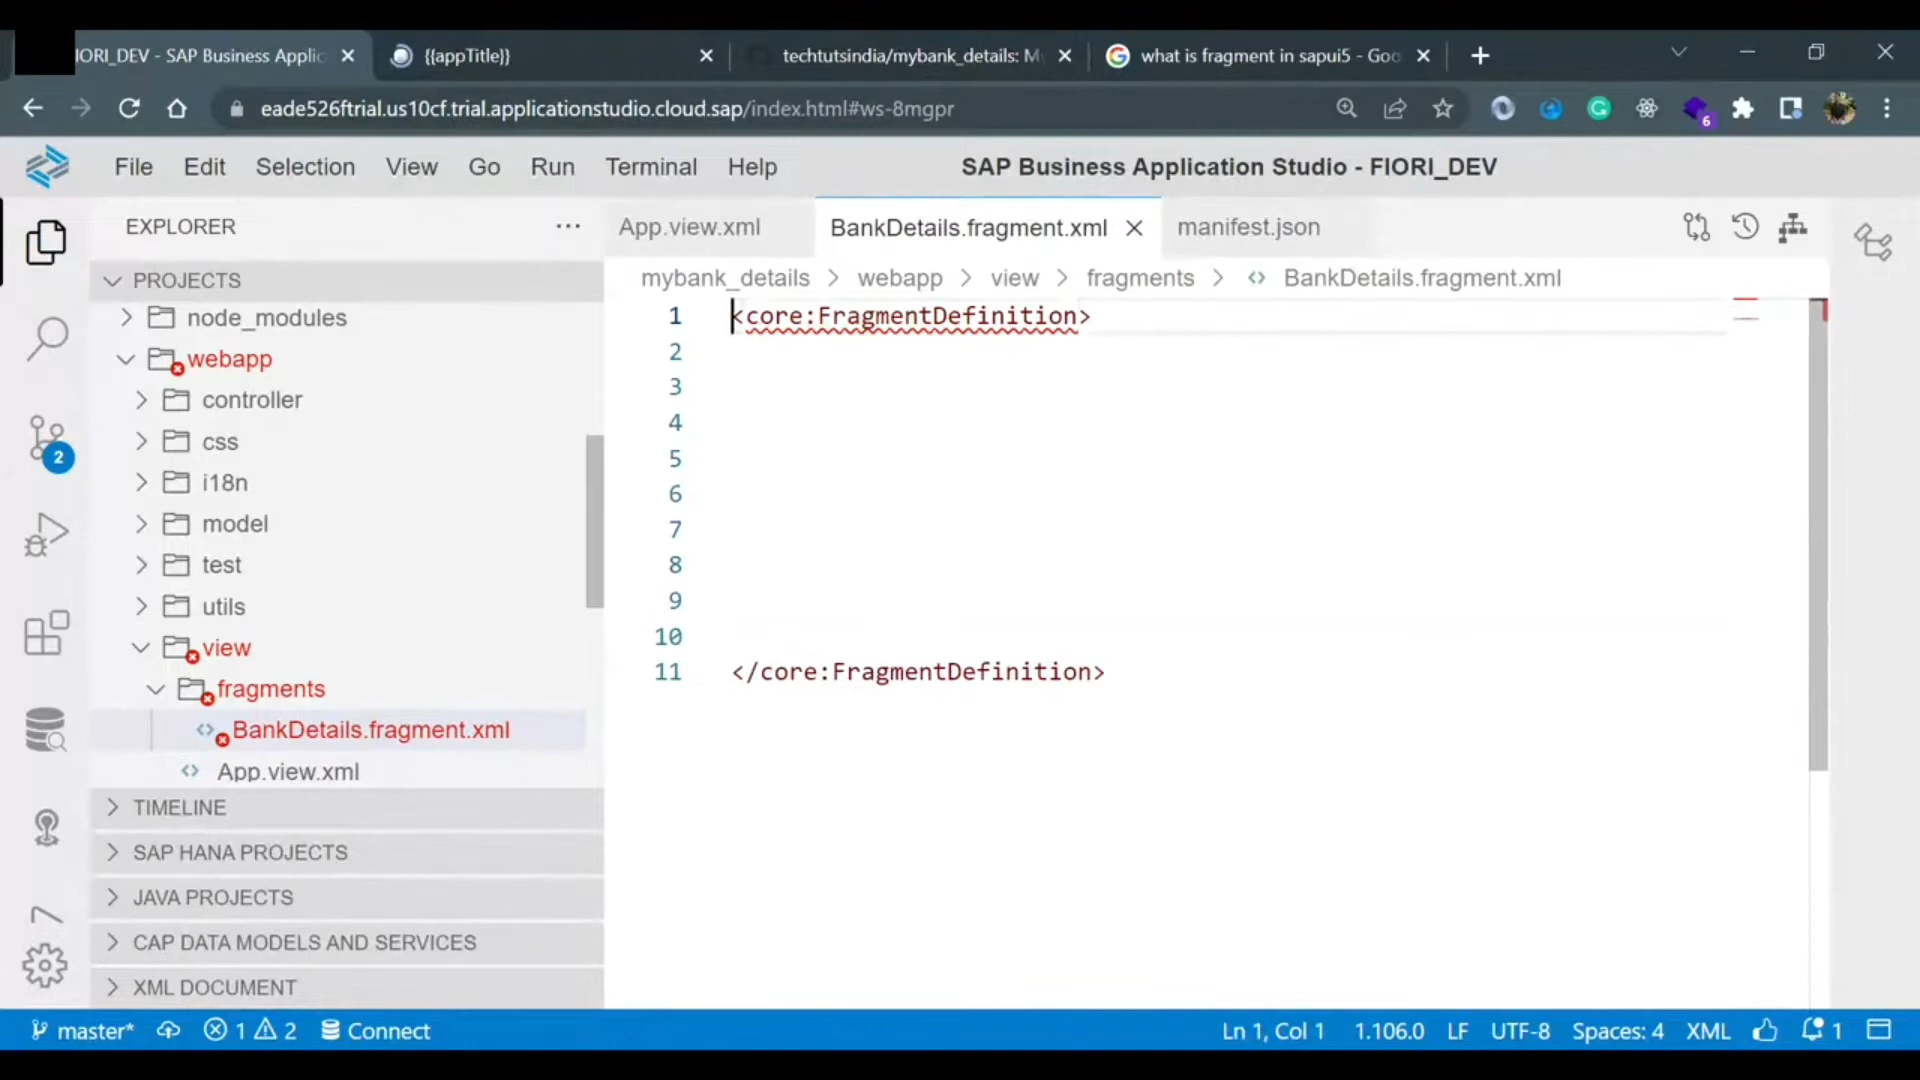 IORI_DEV - SAP Business Applic
{{appTitle}}
techtutsindia/mybank_details: M
what is fragment in sapui5 - Goo
eade526ftrial.us10cf.trial.applicationstudio.cloud.sap/index.html#ws-8mgpr
6
File Edit Selection View Go Run Terminal Help
SAP Business Application Studio - FIORI_DEV
EXPLORER
App.view.xml
BankDetails.fragment.xml
manifest.json
PROJECTS
mybank_details > webapp > view > fragments > BankDetails.fragment.xml
node_modules
webapp
controller
css
i18n
model
test
utils
view
fragments
BankDetails.fragment.xml
App.view.xml
2
TIMELINE
SAP HANA PROJECTS
JAVA PROJECTS
CAP DATA MODELS AND SERVICES
XML DOCUMENT
1 <core:FragmentDefinition>
2
3
4
5
6
7
8
9
10
11 </core:FragmentDefinition>
master* 1 2 Connect
Ln 1, Col 1 1.106.0 LF UTF-8 Spaces: 4 XML 1